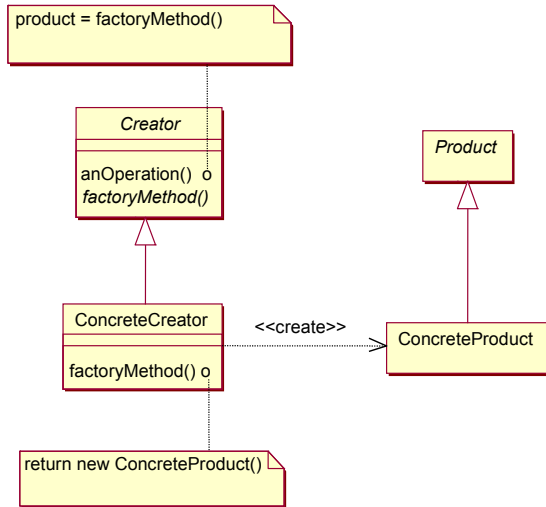 product = factoryMethod()
Creator
anOperation() o
factoryMethod()
Product
ConcreteCreator
factoryMethod() o
<<create>>
ConcreteProduct
return new ConcreteProduct()